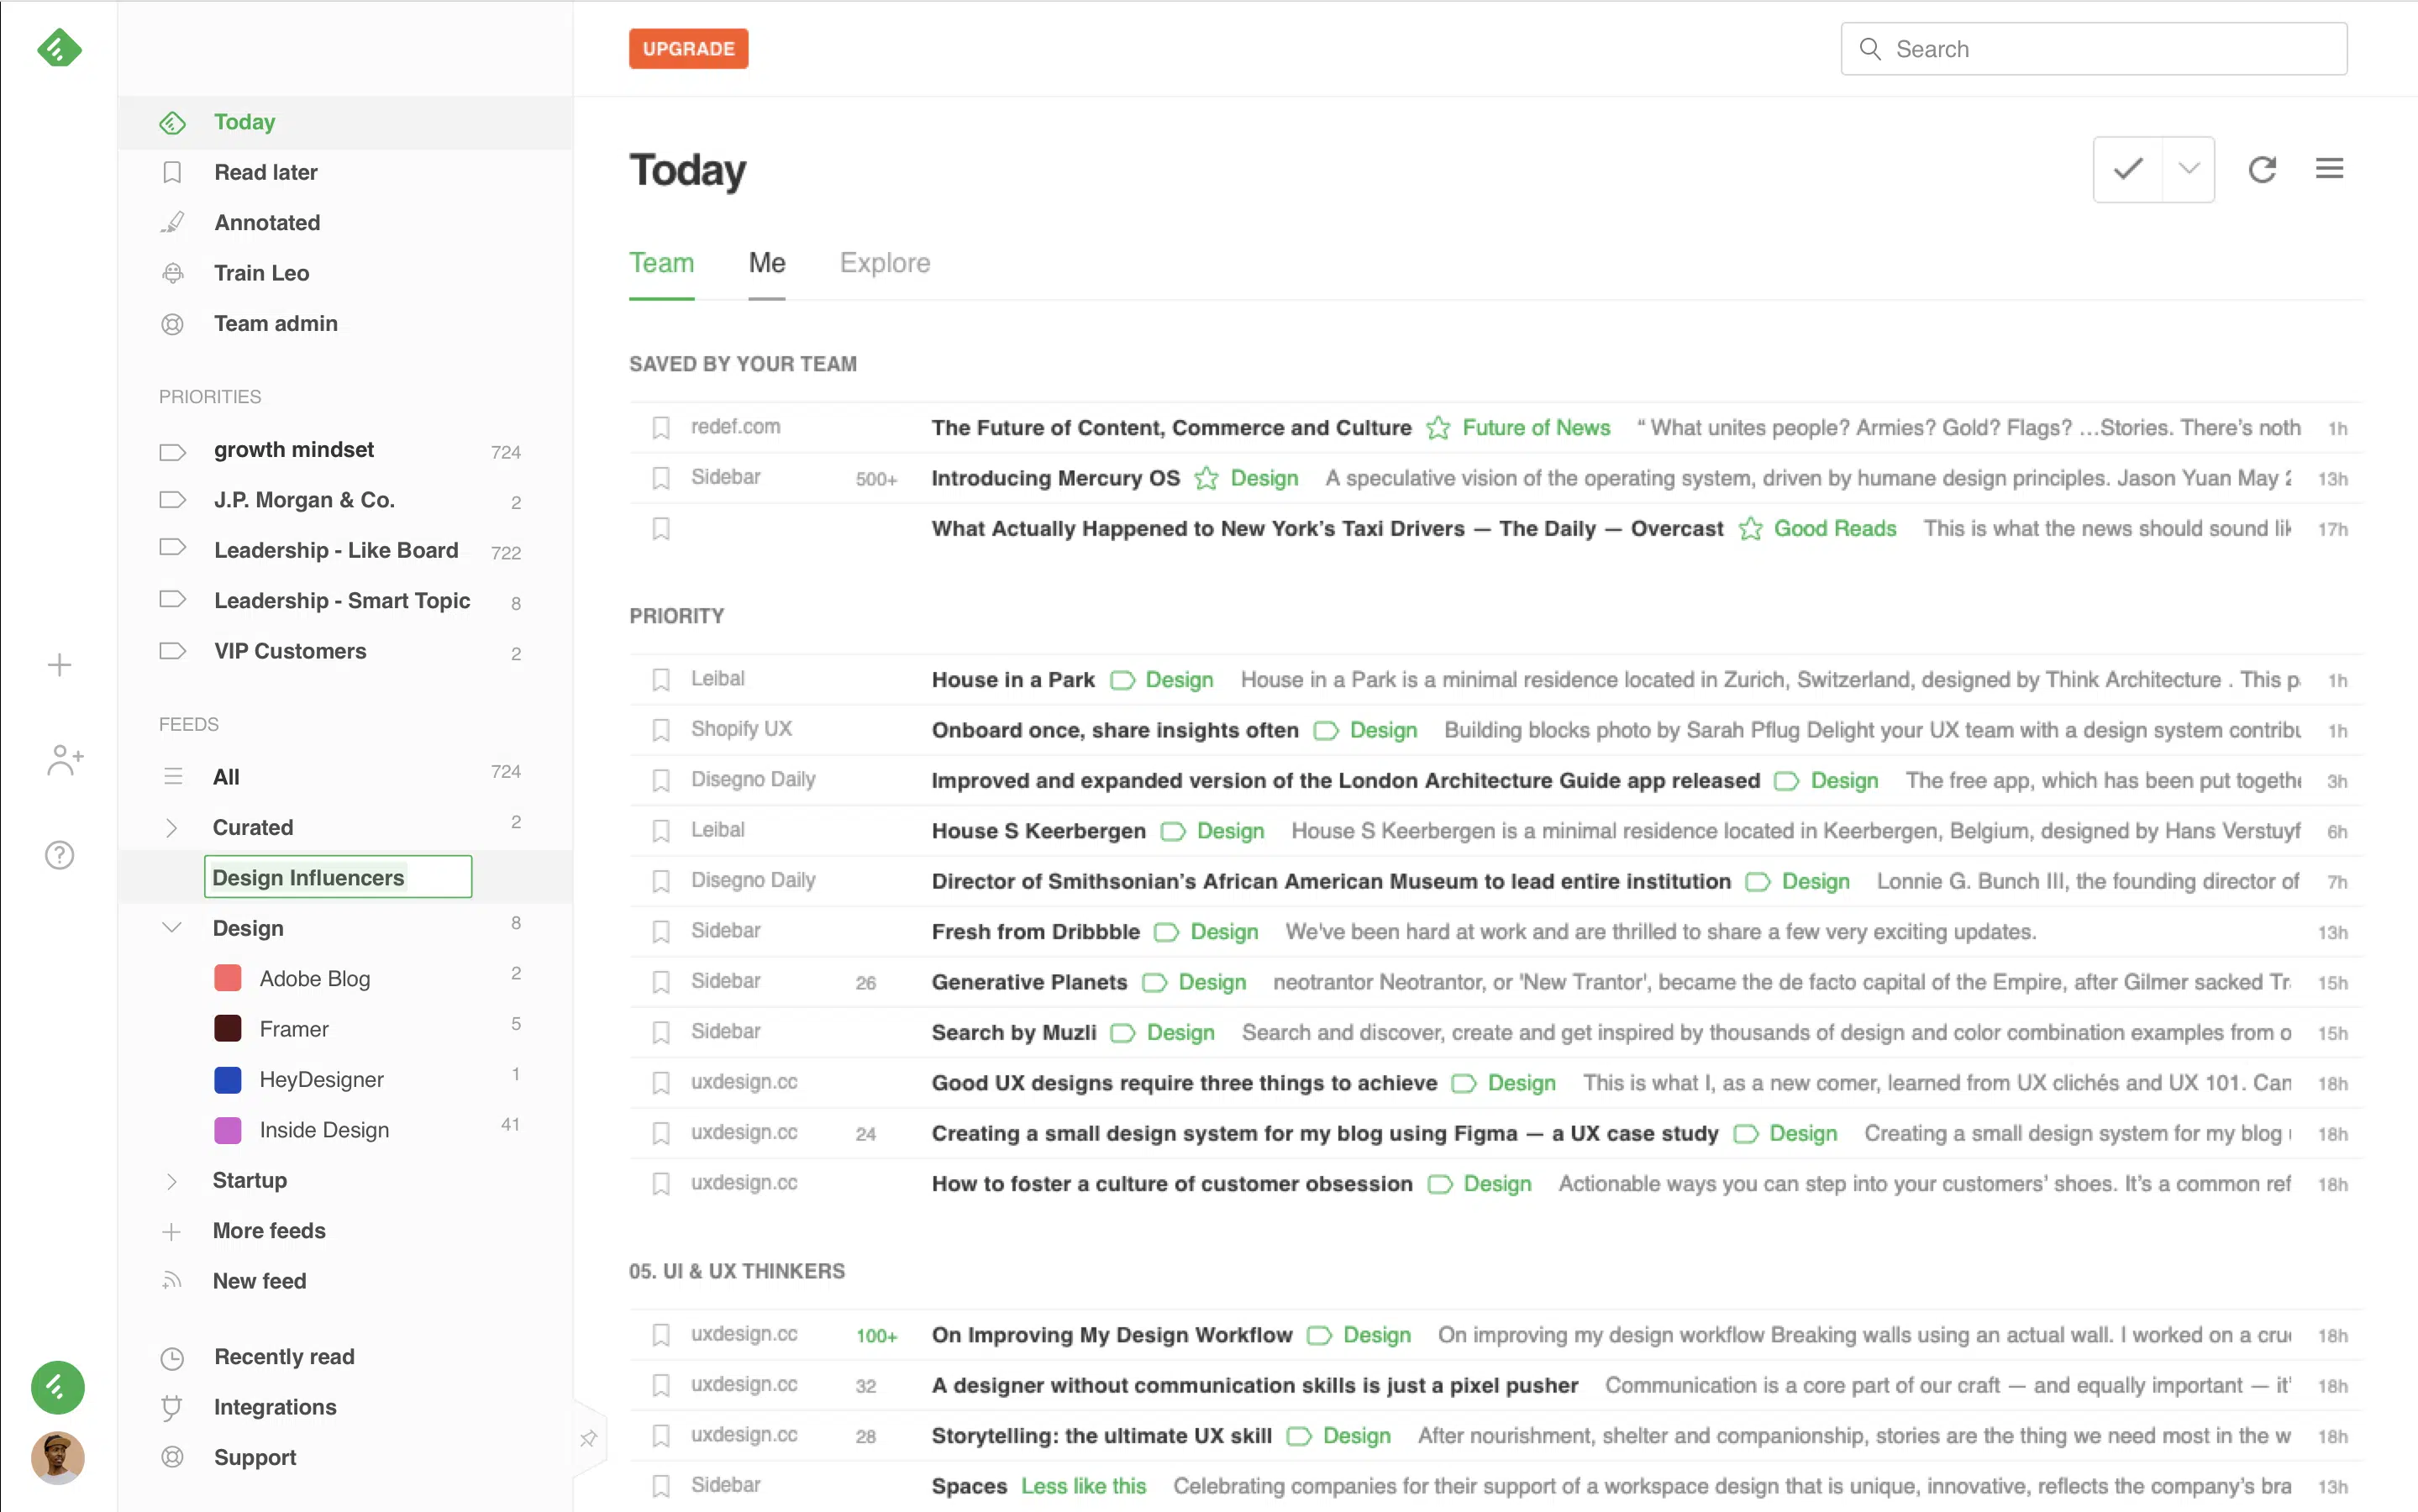 UPGRADE
Search
Today
Read later
Annotated
Train Leo
Team admin
PRIORITIES
growth mindset 724
J.P. Morgan & Co. 2
Leadership - Like Board 722
Leadership - Smart Topic 8
VIP Customers 2
FEEDS
All 724
Curated 2
Design Influencers
Design 8
Adobe Blog 2
Framer 5
HeyDesigner 1
Inside Design 41
Startup
More feeds
New feed
Recently read
Integrations
Support
Today
Team Me Explore
SAVED BY YOUR TEAM
redef.com The Future of Content, Commerce and Culture Future of News “ What unites people? Armies? Gold? Flags? …Stories. There’s noth 1h
Sidebar 500+ Introducing Mercury OS Design A speculative vision of the operating system, driven by humane design principles. Jason Yuan May 13h
What Actually Happened to New York’s Taxi Drivers — The Daily — Overcast Good Reads This is what the news should sound lik 17h
PRIORITY
Leibal House in a Park Design House in a Park is a minimal residence located in Zurich, Switzerland, designed by Think Architecture . This p 1h
Shopify UX Onboard once, share insights often Design Building blocks photo by Sarah Pflug Delight your UX team with a design system contribu 1h
Disegno Daily Improved and expanded version of the London Architecture Guide app released Design The free app, which has been put togethe 3h
Leibal House S Keerbergen Design House S Keerbergen is a minimal residence located in Keerbergen, Belgium, designed by Hans Verstuyf 6h
Disegno Daily Director of Smithsonian’s African American Museum to lead entire institution Design Lonnie G. Bunch III, the founding director of 7h
Sidebar Fresh from Dribbble Design We've been hard at work and are thrilled to share a few very exciting updates. 13h
Sidebar 26 Generative Planets Design neotrantor Neotrantor, or 'New Trantor', became the de facto capital of the Empire, after Gilmer sacked Tr 15h
Sidebar Search by Muzli Design Search and discover, create and get inspired by thousands of design and color combination examples from o 15h
uxdesign.cc Good UX designs require three things to achieve Design This is what I, as a new comer, learned from UX clichés and UX 101. Can 18h
uxdesign.cc 24 Creating a small design system for my blog using Figma — a UX case study Design Creating a small design system for my blog 18h
uxdesign.cc How to foster a culture of customer obsession Design Actionable ways you can step into your customers’ shoes. It’s a common ref 18h
05. UI & UX THINKERS
uxdesign.cc 100+ On Improving My Design Workflow Design On improving my design workflow Breaking walls using an actual wall. I worked on a cru 18h
uxdesign.cc 32 A designer without communication skills is just a pixel pusher Communication is a core part of our craft — and equally important — it' 18h
uxdesign.cc 28 Storytelling: the ultimate UX skill Design After nourishment, shelter and companionship, stories are the thing we need most in the w 18h
Sidebar Spaces Less like this Celebrating companies for their support of a workspace design that is unique, innovative, reflects the company’s bra 13h